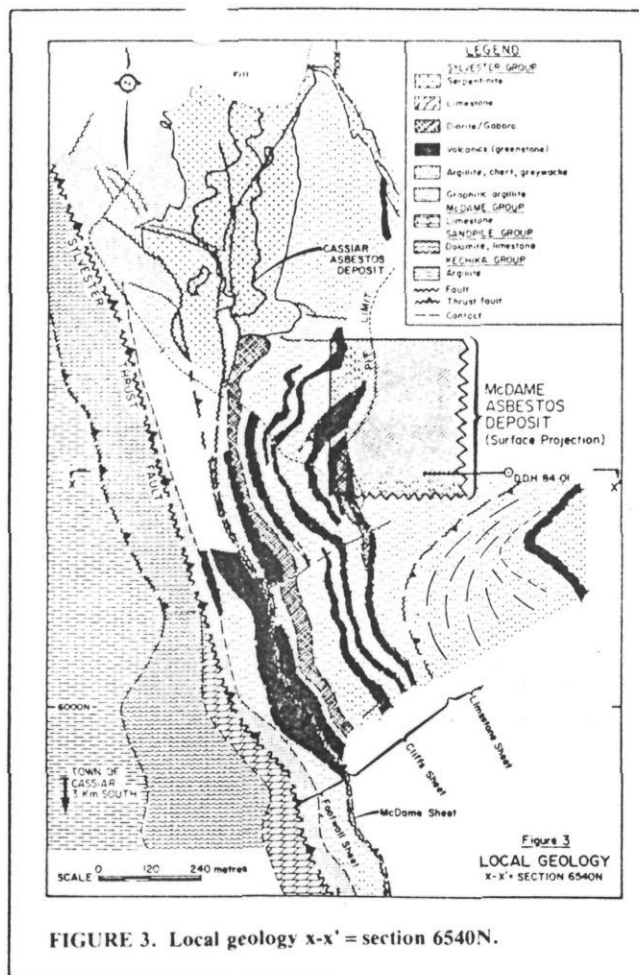 Fill
N
LEGEND
SYLVESTER GROUP
Serpentinite
Limestone
Diorite/Gabbro
Volcanics (greenstone)
Argillite, chert, greywacke
Graphitic argillite
McDAME GROUP
Limestone
SANDPILE GROUP
Dolomite, limestone
KECHIKA GROUP
Argillite
Fault
Thrust fault
Contact
CASSIAR
ASBESTOS
DEPOSIT
SYLVESTER
THRUST
FAULT
PIT LIMIT
McDAME
ASBESTOS
DEPOSIT
(Surface Projection)
D.D.H. 84-01
X
X'
6000N
TOWN OF
CASSIAR
3 Km SOUTH
Limestone Sheet
Cliffs Sheet
McDame Sheet
Footwall Sheet
SCALE 0 120 240 metres
Figure 3
LOCAL GEOLOGY
X-X' = SECTION 6540N
FIGURE 3. Local geology x-x' = section 6540N.